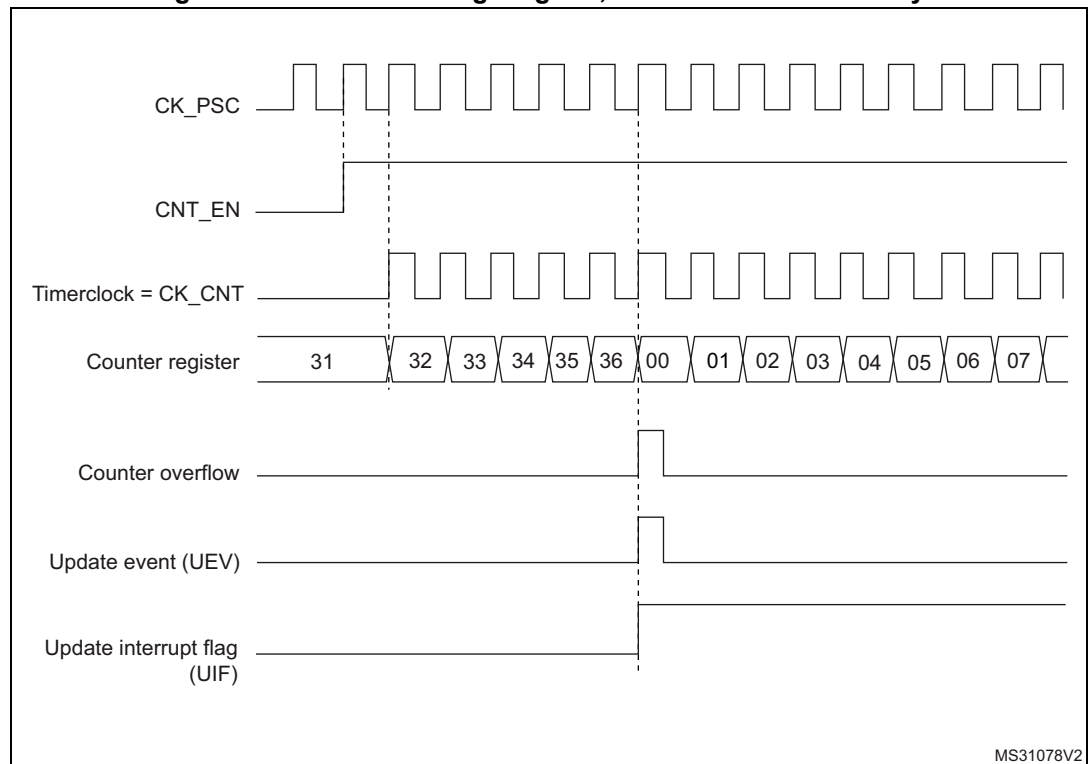 CK_PSC
CNT_EN
Timerclock = CK_CNT
Counter register
31 32 33 34 35 36 00 01 02 03 04 05 06 07
Counter overflow
Update event (UEV)
Update interrupt flag
(UIF)
MS31078V2